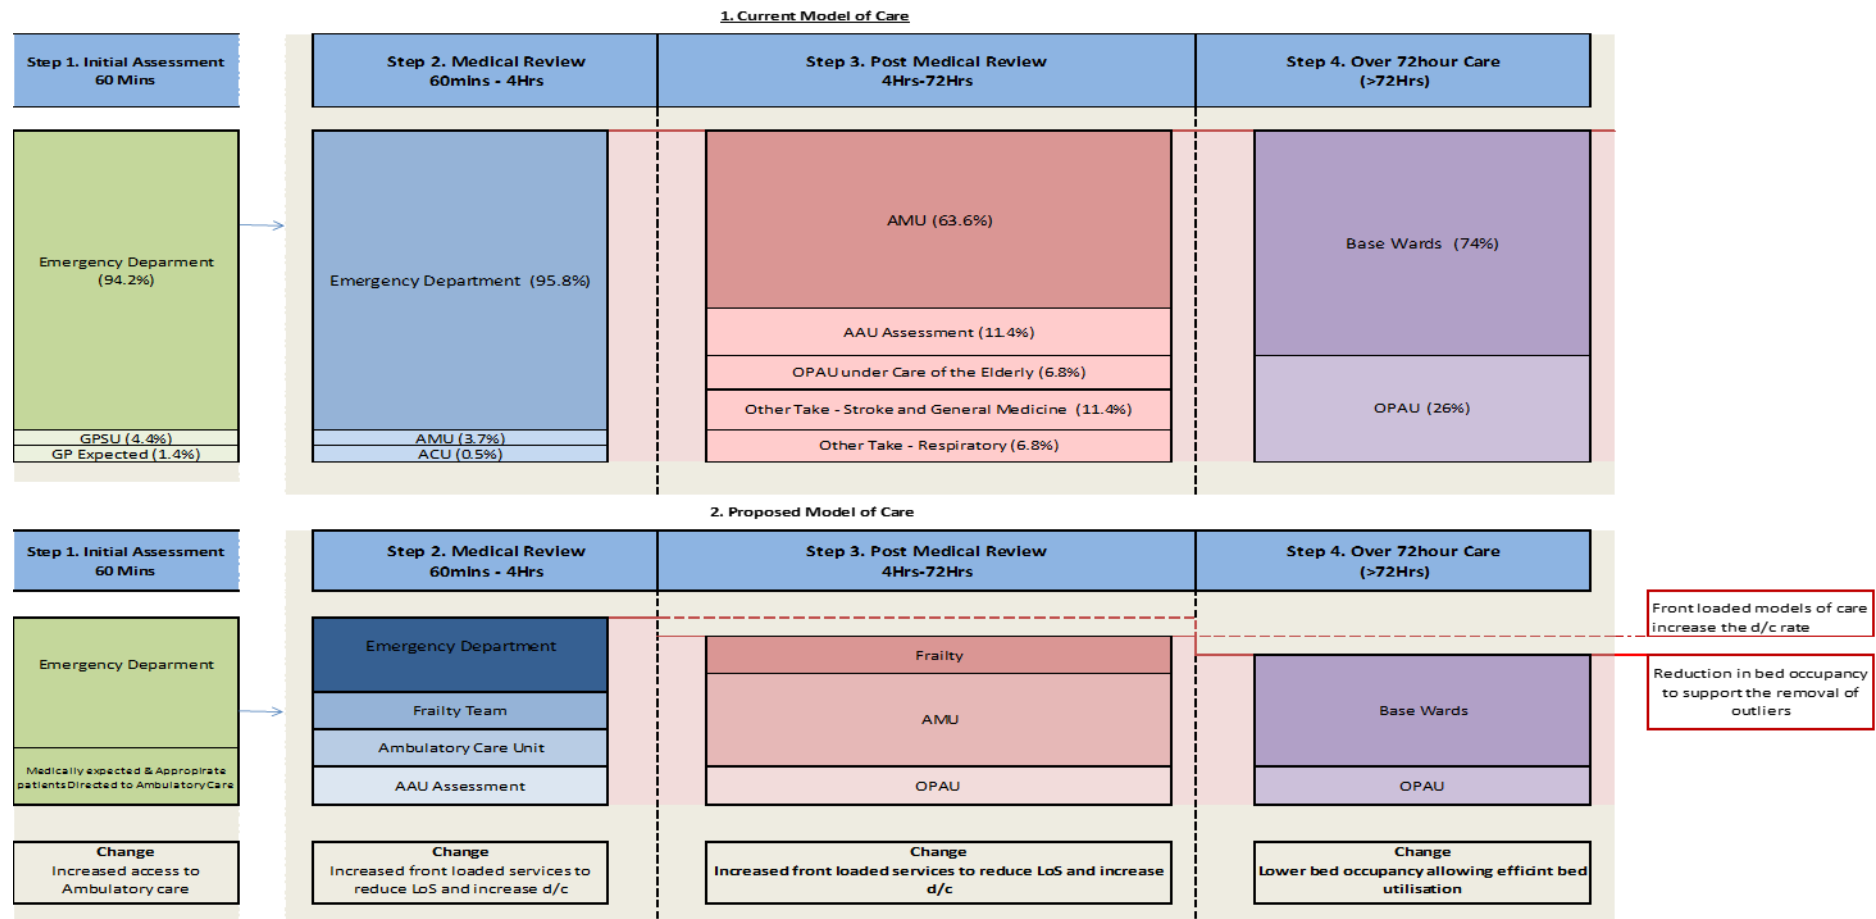 1. Current Model of Care
Step 1. Initial Assessment
60 Mins
Step 2. Medical Review
60mins - 4Hrs
Step 3. Post Medical Review
4Hrs-72Hrs
Step 4. Over 72hour Care
(>72Hrs)
Emergency Deparment
(94.2%)
GPSU (4.4%)
GP Expected (1.4%)
Emergency Department (95.8%)
AMU (3.7%)
ACU (0.5%)
AMU (63.6%)
AAU Assessment (11.4%)
OPAU under Care of the Elderly (6.8%)
Other Take - Stroke and General Medicine (11.4%)
Other Take - Respiratory (6.8%)
Base Wards (74%)
OPAU (26%)
2. Proposed Model of Care
Step 1. Initial Assessment
60 Mins
Step 2. Medical Review
60mins - 4Hrs
Step 3. Post Medical Review
4Hrs-72Hrs
Step 4. Over 72hour Care
(>72Hrs)
Emergency Deparment
Medically expected & Appropirate
patients Directed to Ambulatory Care
Emergency Department
Frailty Team
Ambulatory Care Unit
AAU Assessment
Frailty
AMU
OPAU
Base Wards
OPAU
Front loaded models of care
increase the d/c rate
Reduction in bed occupancy
to support the removal of
outliers
Change
Increased access to
Ambulatory care
Change
Increased front loaded services to
reduce LoS and increase d/c
Change
Increased front loaded services to reduce LoS and increase
d/c
Change
Lower bed occupancy allowing efficint bed
utilisation